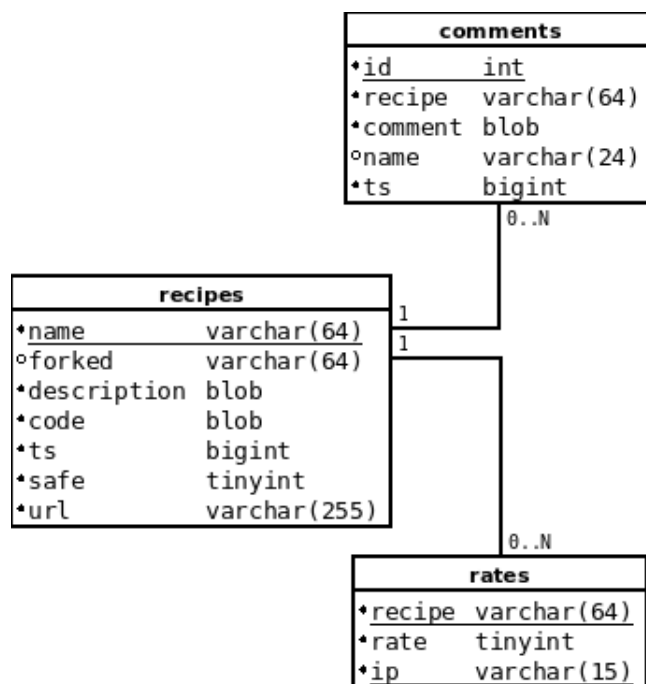 comments
id int
recipe varchar(64)
comment blob
name varchar(24)
ts bigint
0..N
recipes
name varchar(64)
forked varchar(64)
description blob
code blob
ts bigint
safe tinyint
url varchar(255)
1
1
0..N
rates
recipe varchar(64)
rate tinyint
ip varchar(15)